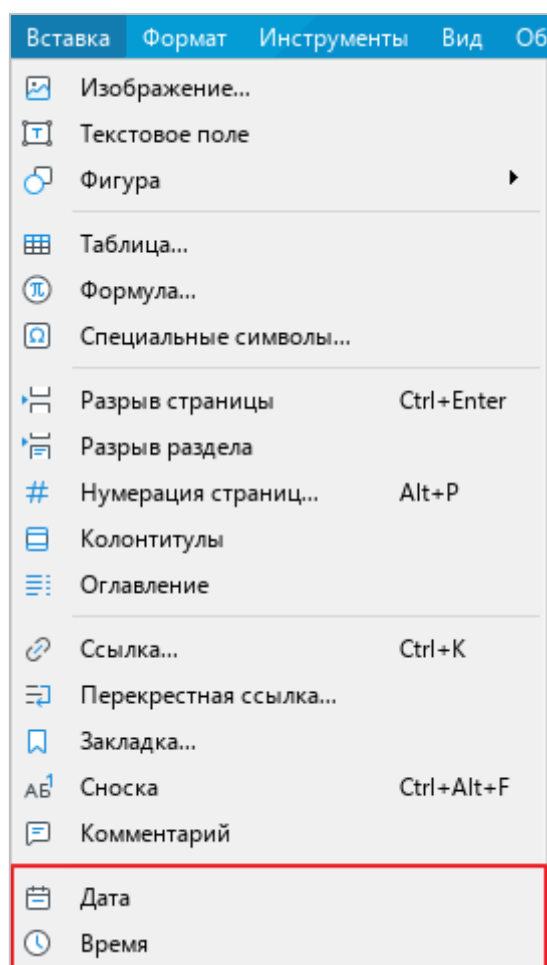 Вставка Формат Инструменты Вид Об
Изображение...
Текстовое поле
Фигура
Таблица...
Формула...
Специальные символы...
Разрыв страницы Ctrl+Enter
Разрыв раздела
Нумерация страниц... Alt+P
Колонтитулы
Оглавление
Ссылка... Ctrl+K
Перекрестная ссылка...
Закладка...
Сноска Ctrl+Alt+F
Комментарий
Дата
Время